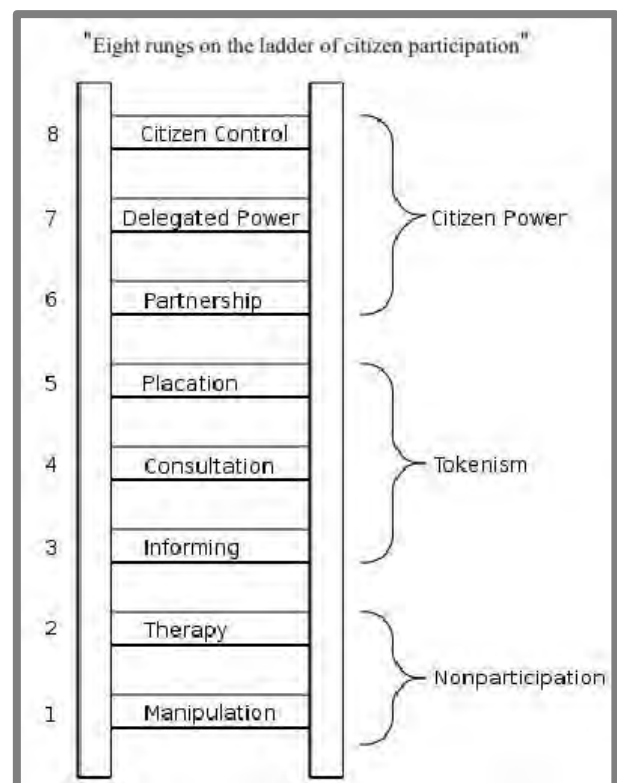 "Eight rungs on the ladder of citizen participation"
8 Citizen Control
7 Delegated Power
Citizen Power
6 Partnership
5 Placation
4 Consultation
Tokenism
3 Informing
2 Therapy
Nonparticipation
1 Manipulation